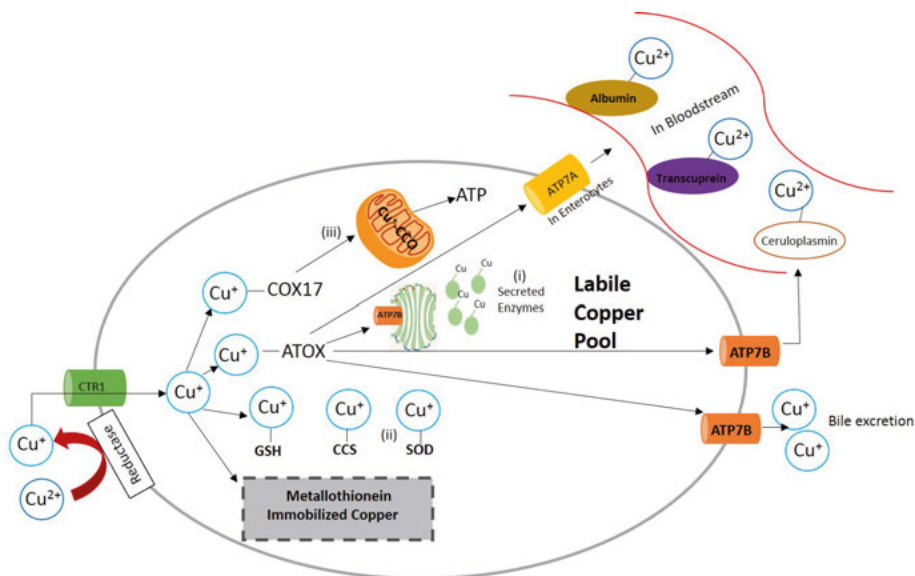 Cu2+
Albumin
In Bloodstream
Cu2+
Transcuprein
Cu2+
Ceruloplasmin
ATP7A
In Enterocytes
ATP
Cu+-CCO
(iii)
Cu+
COX17
ATP7B
Cu
Cu
Cu
Cu
(i)
Secreted
Enzymes
Labile
Copper
Pool
Cu+
ATOX
ATP7B
CTR1
Cu+
Cu+
Reductase
Cu2+
Cu+
GSH
Cu+
CCS
(ii)
Cu+
SOD
ATP7B
Cu+
Cu+
Bile excretion
Metallothionein
Immobilized Copper